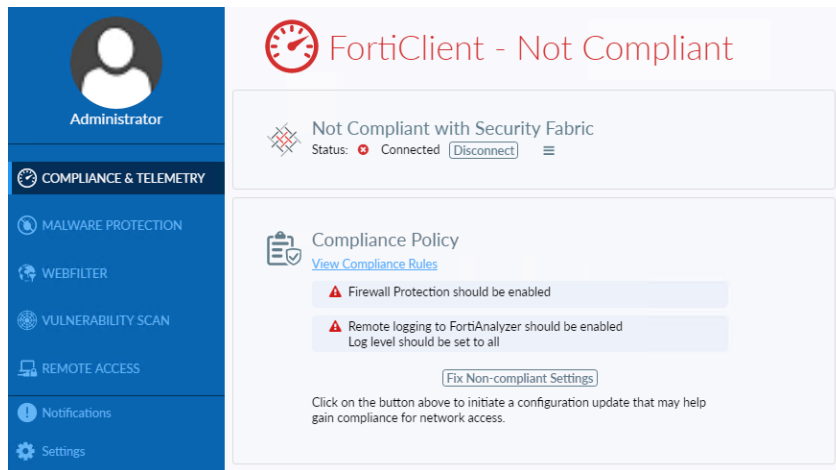 Administrator
COMPLIANCE & TELEMETRY
MALWARE PROTECTION
WEBFILTER
VULNERABILITY SCAN
REMOTE ACCESS
Notifications
Settings
FortiClient - Not Compliant
Not Compliant with Security Fabric
Status: Connected Disconnect
Compliance Policy
View Compliance Rules
Firewall Protection should be enabled
Remote logging to FortiAnalyzer should be enabled
Log level should be set to all
Fix Non-compliant Settings
Click on the button above to initiate a configuration update that may help
gain compliance for network access.